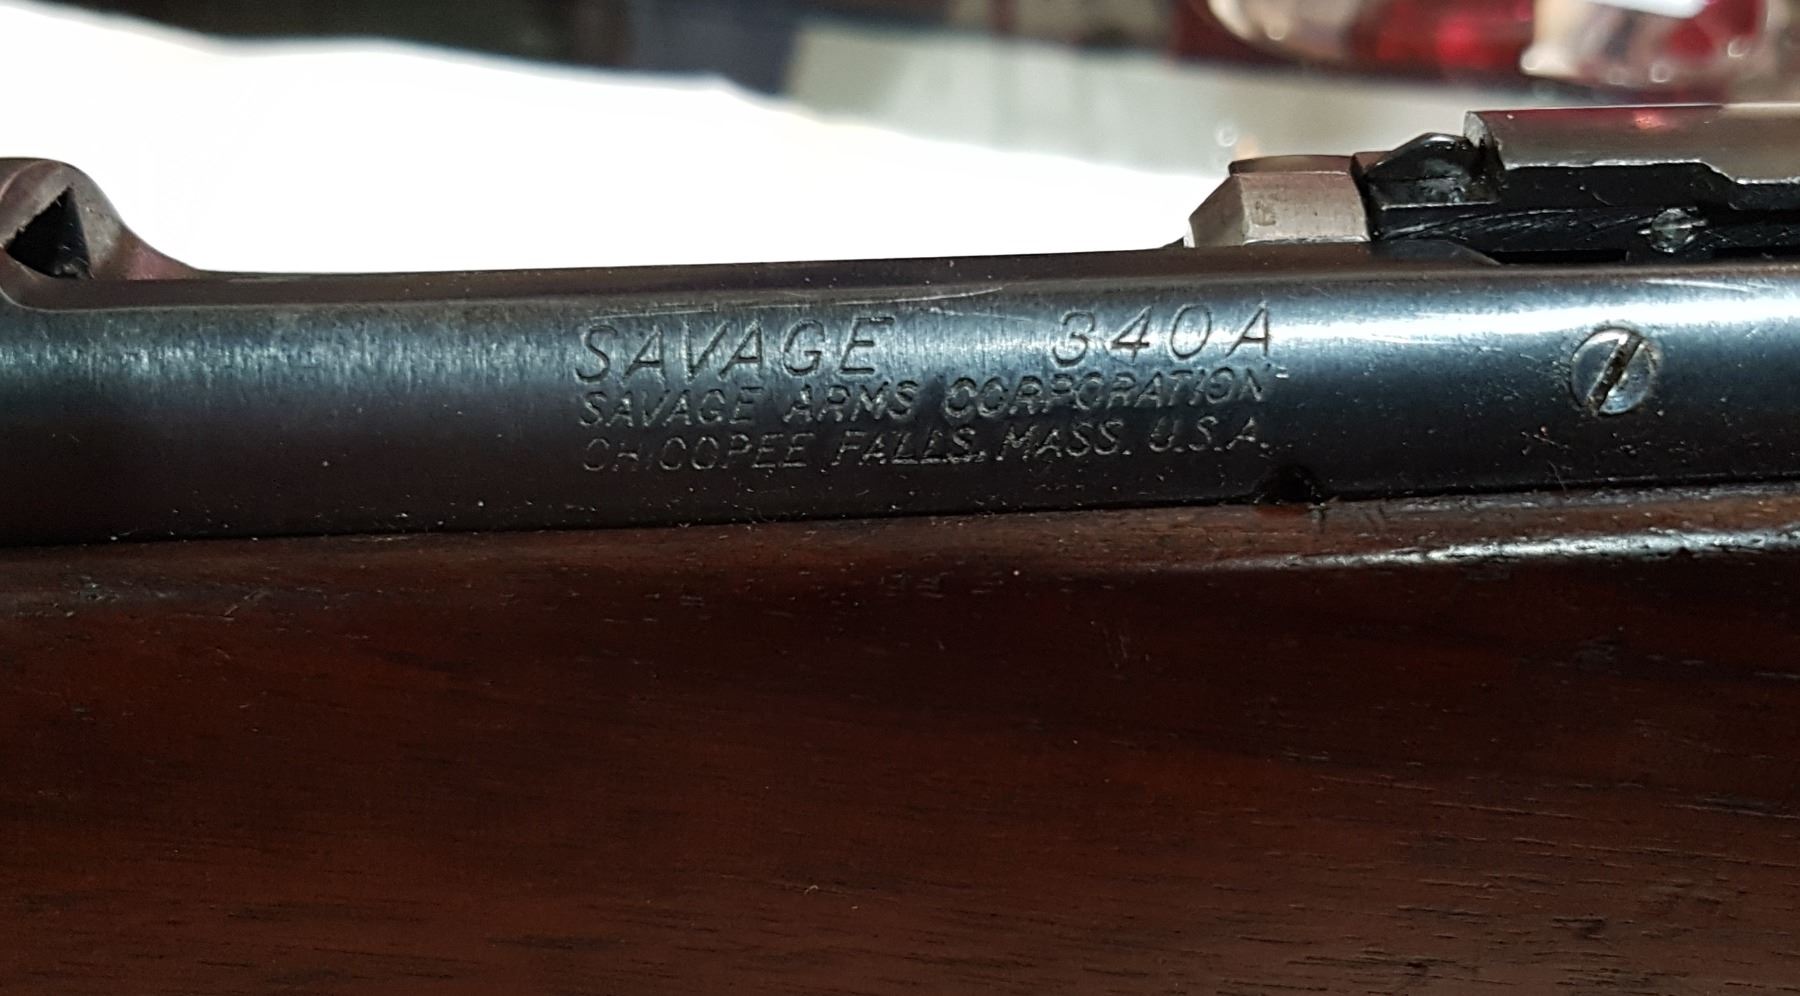 SAVAGE 340A
SAVAGE ARMS CORPORATION
CHICOPEE FALLS, MASS. U.S.A.